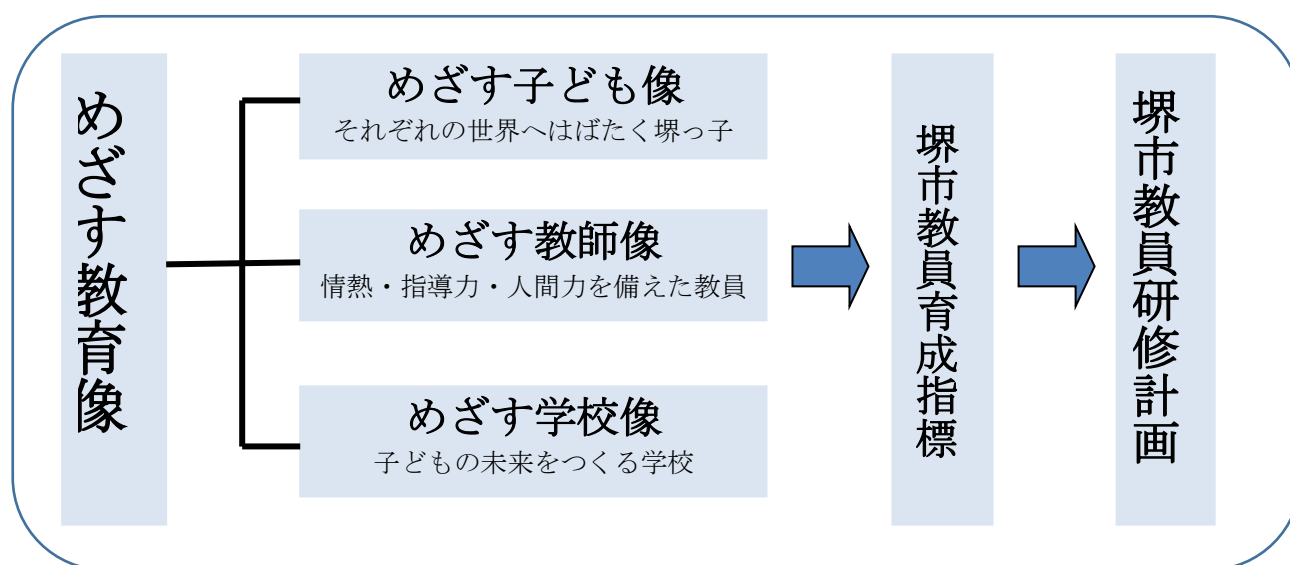 めざす教育像
めざす子ども像
それぞれの世界へはばたく堺っ子
めざす教師像
情熱・指導力・人間力を備えた教員
めざす学校像
子どもの未来をつくる学校
堺市教員育成指標
堺市教員研修計画